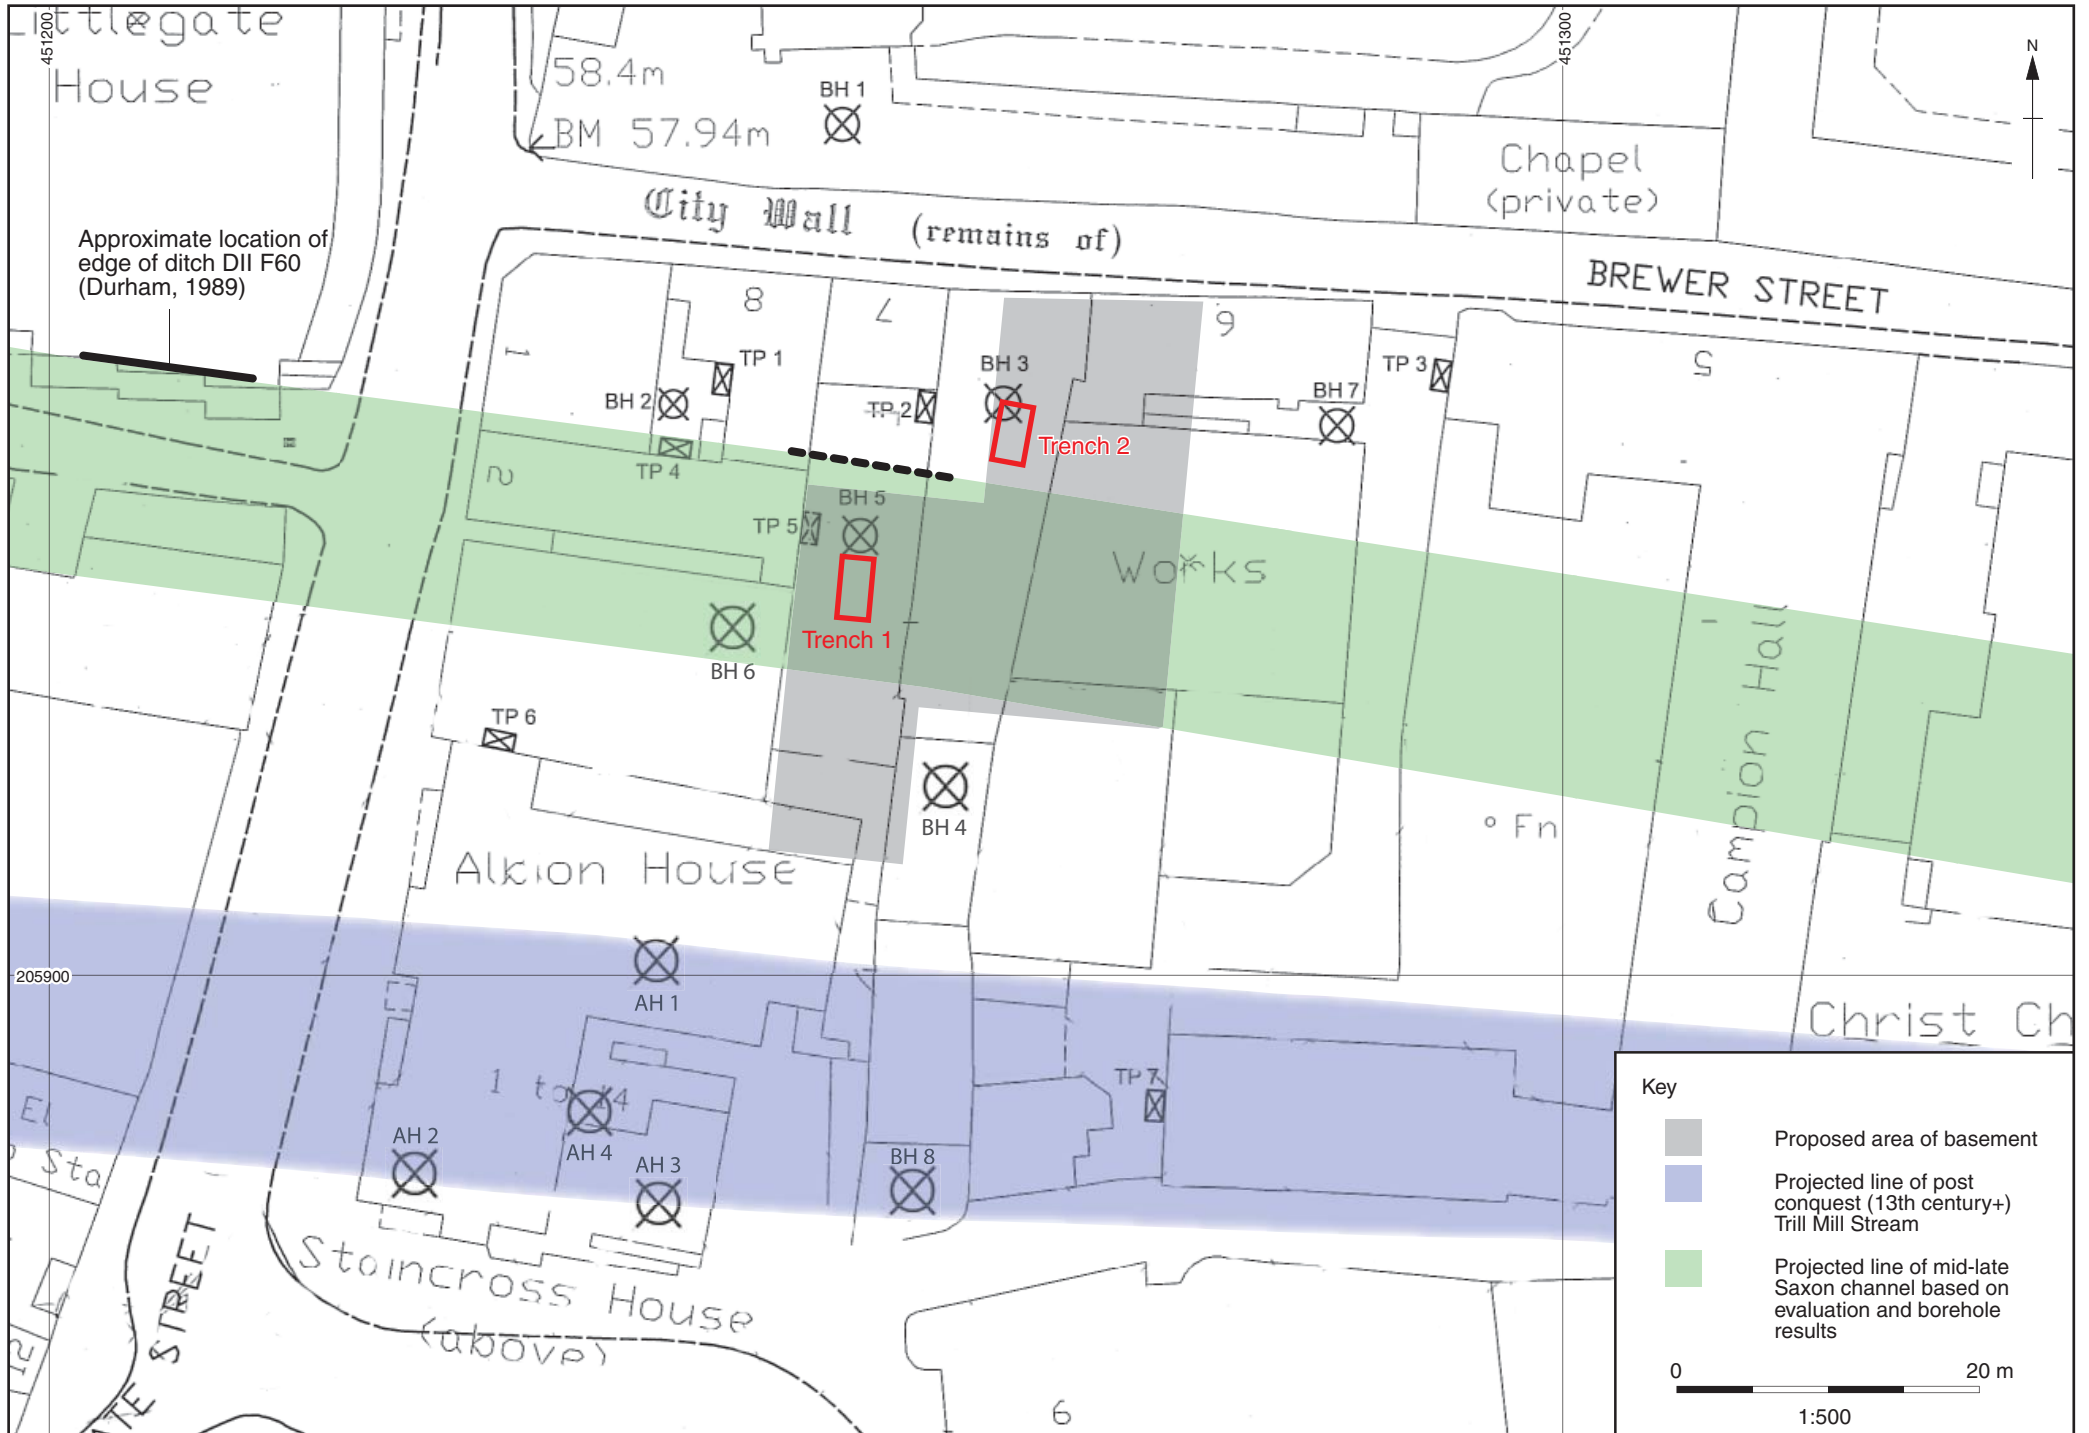 Littlegate
House
451200
58.4m
BM 57.94m
BH 1
451300
N
Chapel
(private)
City Wall (remains of)
BREWER STREET
Approximate location of
edge of ditch DII F60
(Durham, 1989)
8
7
6
5
1
2
TP 1
BH 2
TP 2
BH 3
BH 7
TP 3
Trench 2
TP 4
BH 5
TP 5
Works
Trench 1
BH 6
TP 6
BH 4
Fn
Campion Hall
Albion House
205900
AH 1
Christ Ch
1 to 14
TP 7
El
Sta
AH 2
AH 4
AH 3
BH 8
STREET
Staincross House
(above)
12
9
Key
Proposed area of basement
Projected line of post
conquest (13th century+)
Trill Mill Stream
Projected line of mid-late
Saxon channel based on
evaluation and borehole
results
0 20 m
1:500